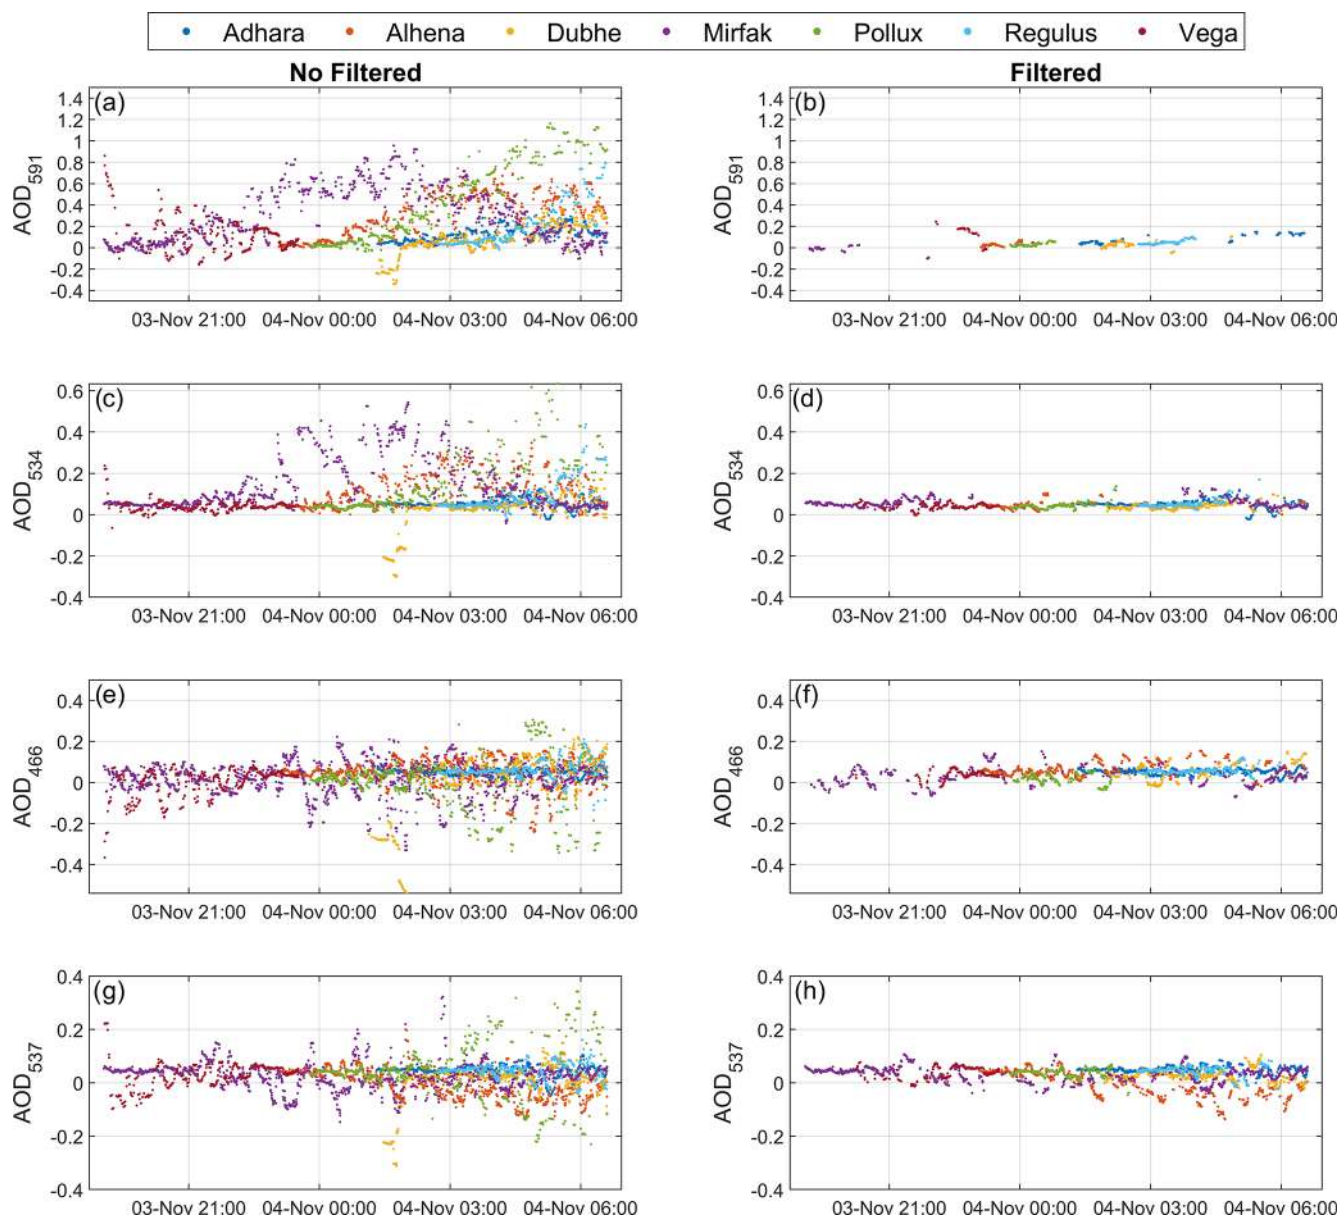 Adhara Alhena Dubhe Mirfak Pollux Regulus Vega
No Filtered
Filtered
(a)
AOD591
1.4
1.2
1
0.8
0.6
0.4
0.2
0
-0.2
-0.4
03-Nov 21:00 04-Nov 00:00 04-Nov 03:00 04-Nov 06:00
(b)
AOD591
1.4
1.2
1
0.8
0.6
0.4
0.2
0
-0.2
-0.4
03-Nov 21:00 04-Nov 00:00 04-Nov 03:00 04-Nov 06:00
(c)
AOD534
0.6
0.4
0.2
0
-0.2
-0.4
03-Nov 21:00 04-Nov 00:00 04-Nov 03:00 04-Nov 06:00
(d)
AOD534
0.6
0.4
0.2
0
-0.2
-0.4
03-Nov 21:00 04-Nov 00:00 04-Nov 03:00 04-Nov 06:00
(e)
AOD466
0.4
0.2
0
-0.2
-0.4
03-Nov 21:00 04-Nov 00:00 04-Nov 03:00 04-Nov 06:00
(f)
AOD466
0.4
0.2
0
-0.2
-0.4
03-Nov 21:00 04-Nov 00:00 04-Nov 03:00 04-Nov 06:00
(g)
AOD537
0.4
0.2
0
-0.2
-0.4
03-Nov 21:00 04-Nov 00:00 04-Nov 03:00 04-Nov 06:00
(h)
AOD537
0.4
0.2
0
-0.2
-0.4
03-Nov 21:00 04-Nov 00:00 04-Nov 03:00 04-Nov 06:00